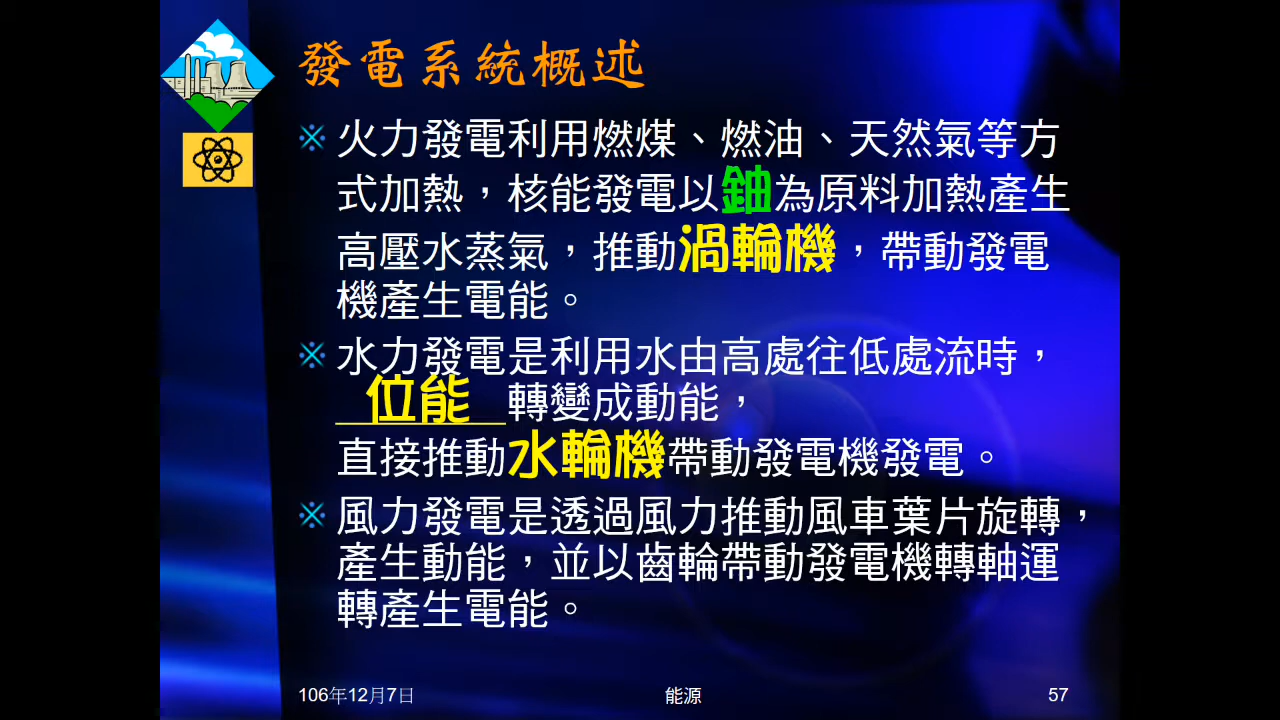 發電系統概述
※火力發電利用燃煤、燃油、天然氣等方
式加熱，核能發電以鈾為原料加熱產生
高壓水蒸氣，推動渦輪機，帶動發電
機產生電能。
※水力發電是利用水由高處往低處流時，
位能轉變成動能，
直接推動水輪機帶動發電機發電。
※風力發電是透過風力推動風車葉片旋轉，
產生動能，並以齒輪帶動發電機轉軸運
轉產生電能。
106年12月7日 能源 57